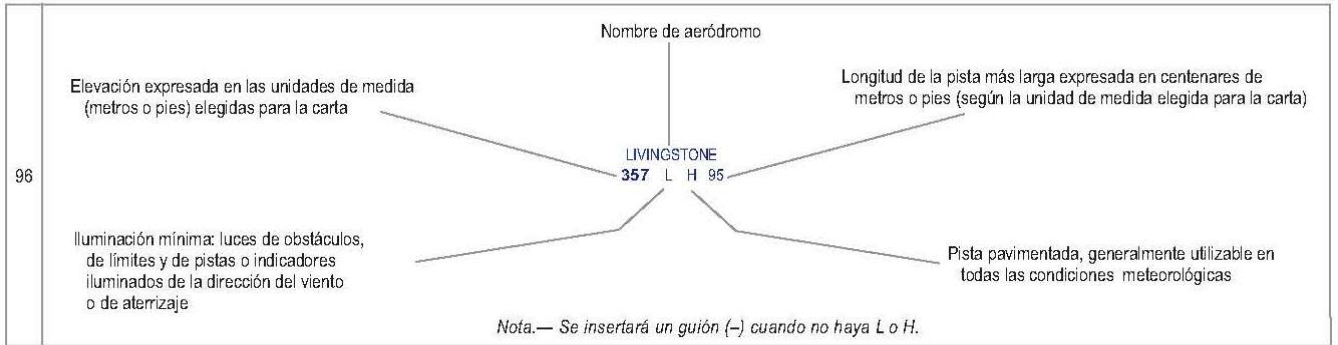 Nombre de aeródromo
Elevación expresada en las unidades de medida
(metros o pies) elegidas para la carta
Longitud de la pista más larga expresada en centenares de
metros o pies (según la unidad de medida elegida para la carta)
96
LIVINGSTONE
357 L H 95
Iluminación mínima: luces de obstáculos,
de límites y de pistas o indicadores
iluminados de la dirección del viento
o de aterrizaje
Pista pavimentada, generalmente utilizable en
todas las condiciones meteorológicas
Nota.— Se insertará un guión (–) cuando no haya L o H.